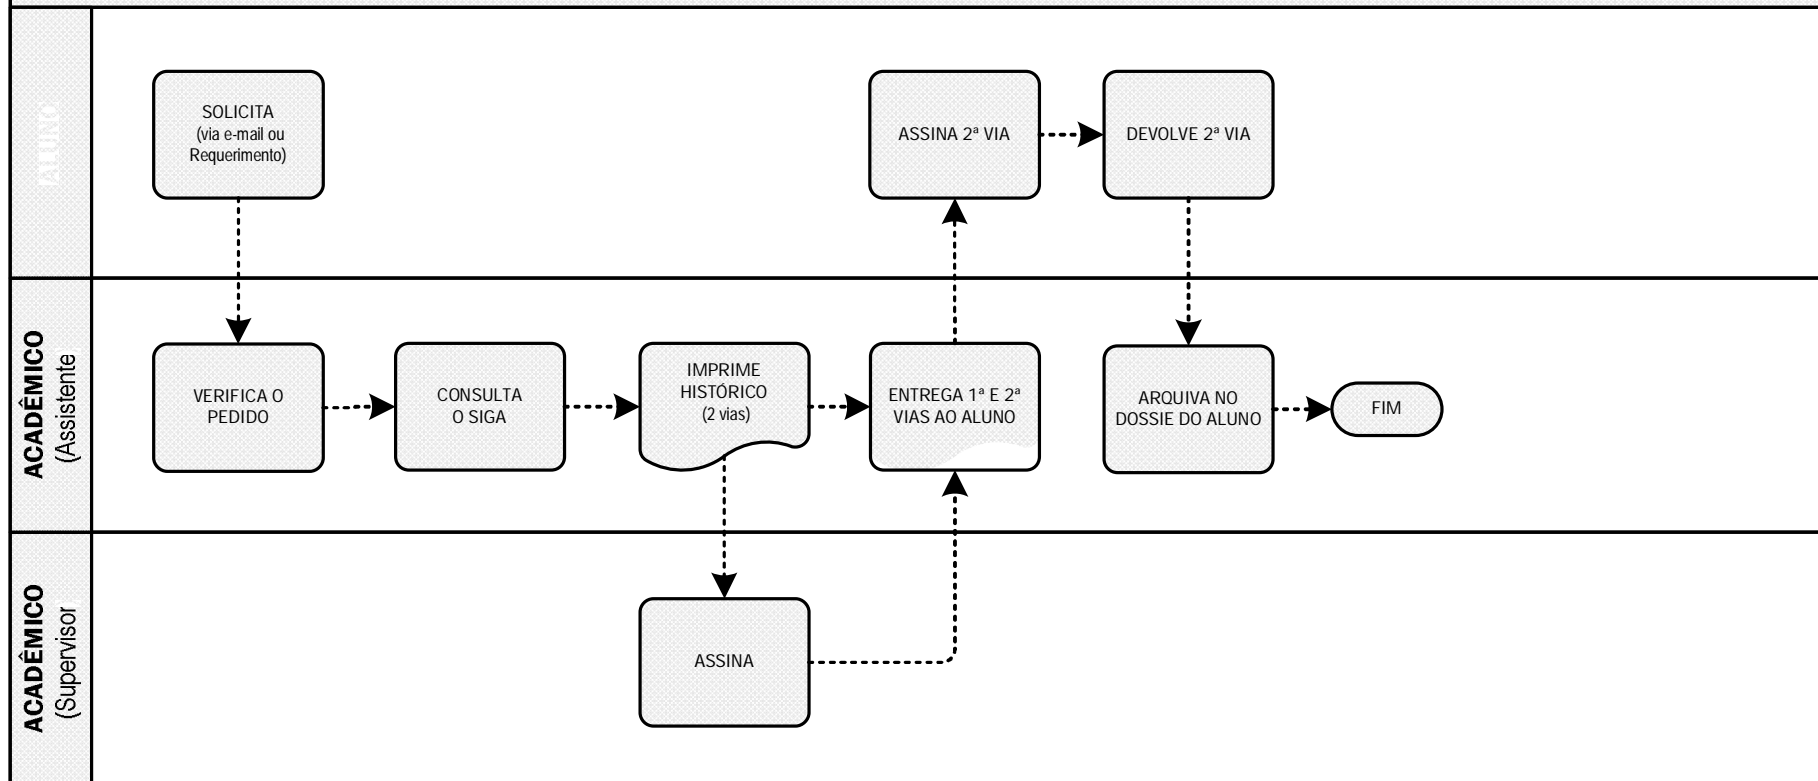 ALUNO
SOLICITA
(via e-mail ou
Requerimento)
ASSINA 2ª VIA
DEVOLVE 2ª VIA
ACADÊMICO
(Assistente
VERIFICA O
PEDIDO
CONSULTA
O SIGA
IMPRIME
HISTÓRICO
(2 vias)
ENTREGA 1ª E 2ª
VIAS AO ALUNO
ARQUIVA NO
DOSSIE DO ALUNO
FIM
ACADÊMICO
(Supervisor
ASSINA